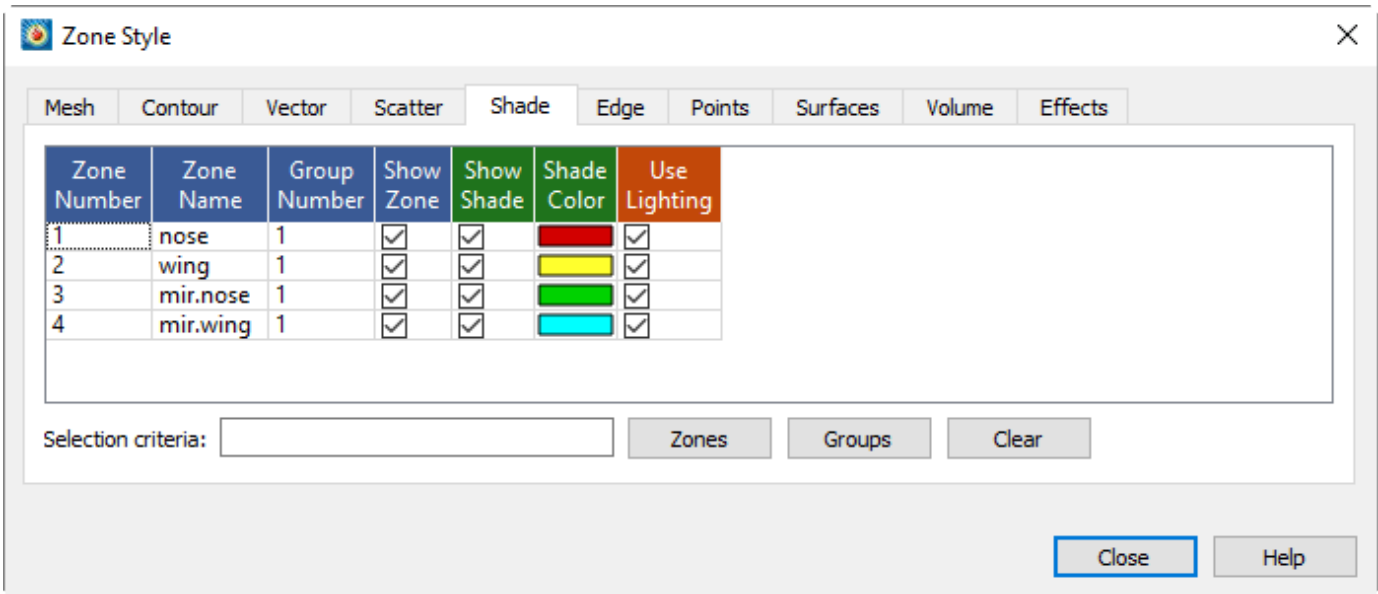 Zone Style
Mesh Contour Vector Scatter Shade Edge Points Surfaces Volume Effects
Zone Number Zone Name Group Number Show Zone Show Shade Shade Color Use Lighting
1 nose 1
2 wing 1
3 mir.nose 1
4 mir.wing 1
Selection criteria: Zones Groups Clear
Close Help